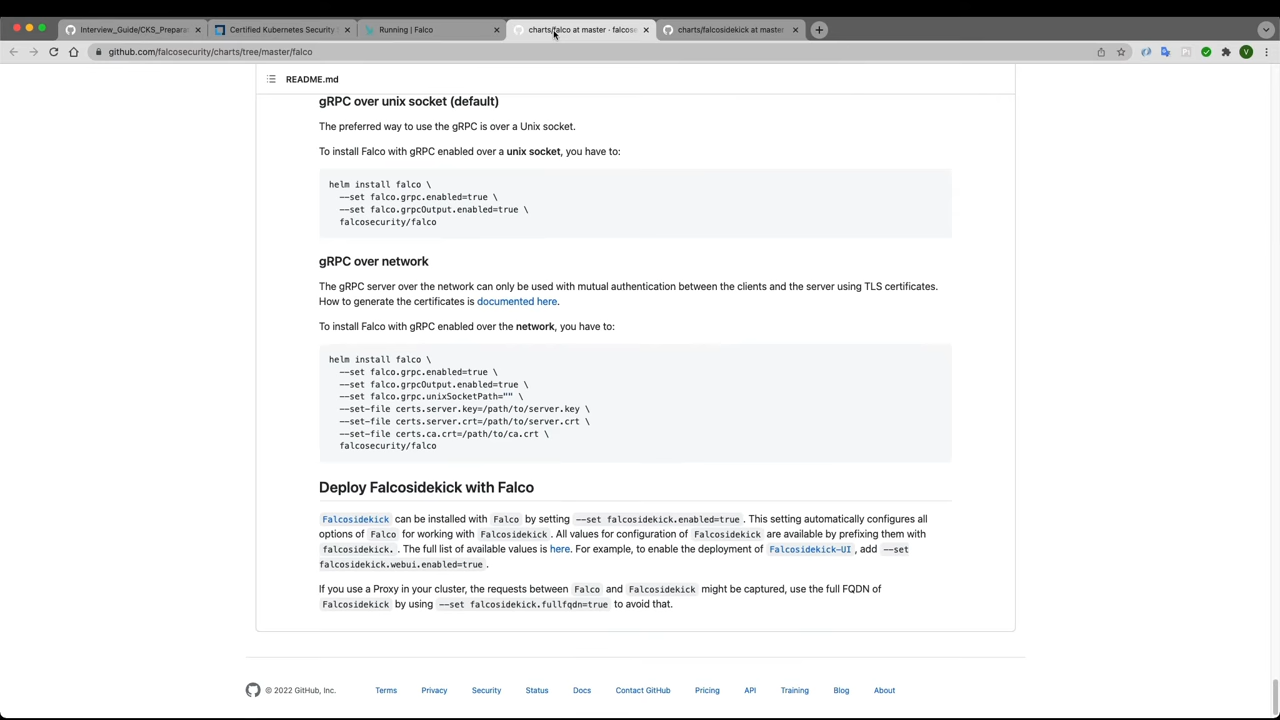 Interview_Guide/CKS_Prepara
Certified Kubernetes Security
Running | Falco
charts/falco at master · falcose
charts/falcosidekick at master
github.com/falcosecurity/charts/tree/master/falco
V
README.md
gRPC over unix socket (default)
The preferred way to use the gRPC is over a Unix socket.
To install Falco with gRPC enabled over a unix socket, you have to:
helm install falco \
--set falco.grpc.enabled=true \
--set falco.grpcOutput.enabled=true \
falcosecurity/falco
gRPC over network
The gRPC server over the network can only be used with mutual authentication between the clients and the server using TLS certificates.
How to generate the certificates is documented here.
To install Falco with gRPC enabled over the network, you have to:
helm install falco \
--set falco.grpc.enabled=true \
--set falco.grpcOutput.enabled=true \
--set falco.grpc.unixSocketPath="" \
--set-file certs.server.key=/path/to/server.key \
--set-file certs.server.crt=/path/to/server.crt \
--set-file certs.ca.crt=/path/to/ca.crt \
falcosecurity/falco
Deploy Falcosidekick with Falco
Falcosidekick can be installed with Falco by setting --set falcosidekick.enabled=true. This setting automatically configures all
options of Falco for working with Falcosidekick. All values for configuration of Falcosidekick are available by prefixing them with
falcosidekick.. The full list of available values is here. For example, to enable the deployment of Falcosidekick-UI, add --set
falcosidekick.webui.enabled=true.
If you use a Proxy in your cluster, the requests between Falco and Falcosidekick might be captured, use the full FQDN of
Falcosidekick by using --set falcosidekick.fullfqdn=true to avoid that.
© 2022 GitHub, Inc.
Terms
Privacy
Security
Status
Docs
Contact GitHub
Pricing
API
Training
Blog
About